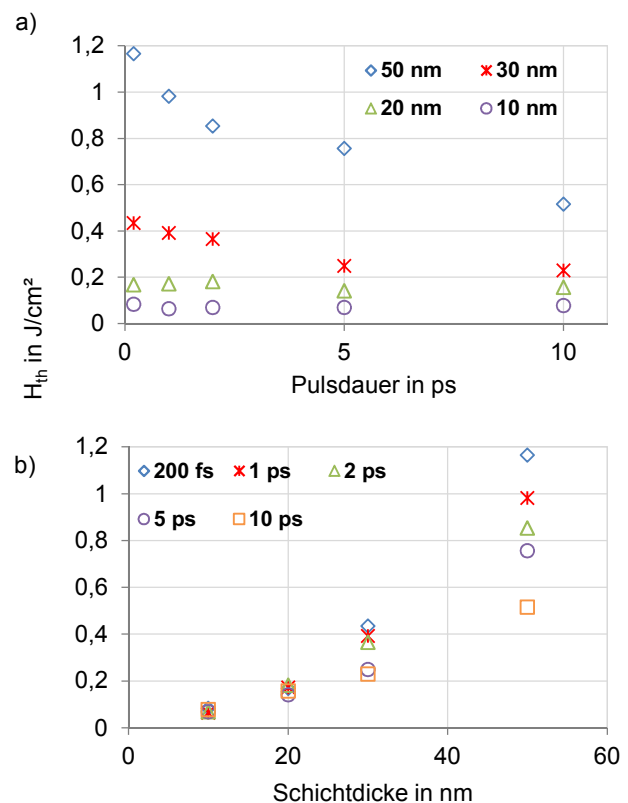 a)
1,2
1
0,8
0,6
0,4
0,2
0
50 nm 30 nm
20 nm 10 nm
0 5 10
Pulsdauer in ps
H_th in J/cm²
b)
1,2
1
0,8
0,6
0,4
0,2
0
200 fs 1 ps 2 ps
5 ps 10 ps
0 20 40 60
Schichtdicke in nm